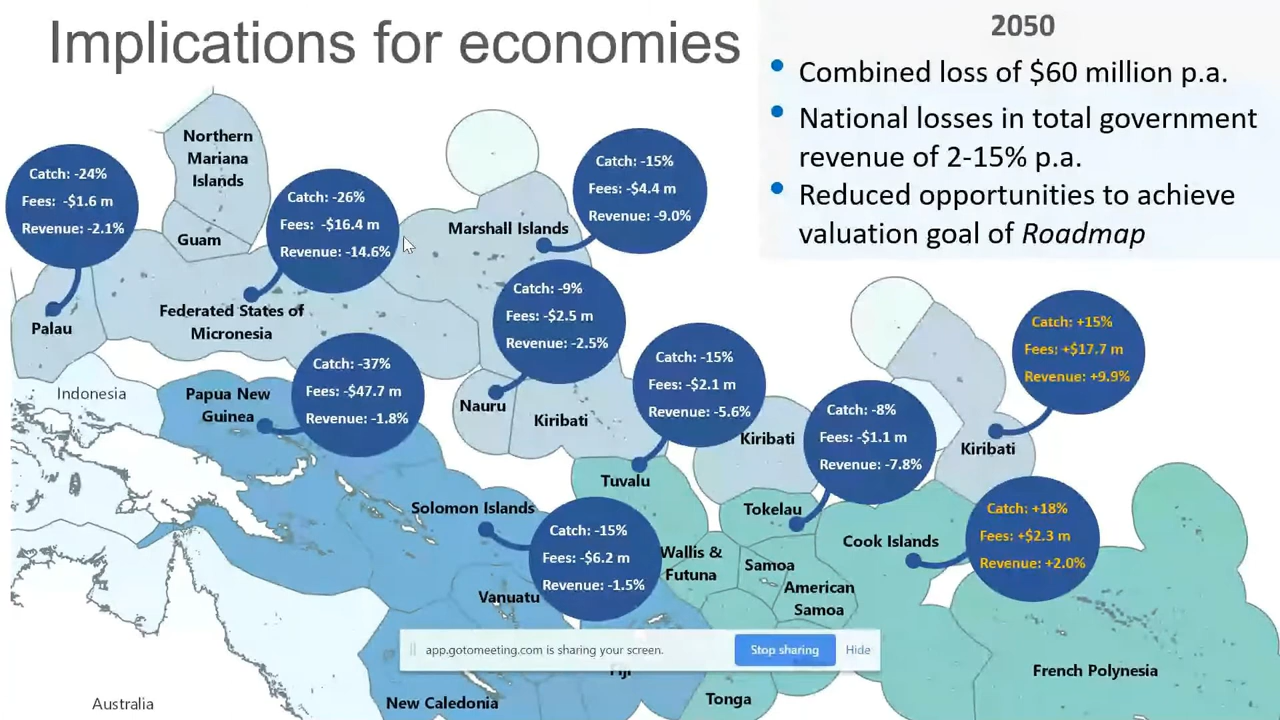 Implications for economies
2050
Combined loss of $60 million p.a.
National losses in total government
revenue of 2-15% p.a.
Reduced opportunities to achieve
valuation goal of Roadmap
Northern
Mariana
Islands
Guam
Catch: -24%
Fees: -$1.6 m
Revenue: -2.1%
Palau
Catch: -26%
Fees: -$16.4 m
Revenue: -14.6%
Federated States of
Micronesia
Catch: -15%
Fees: -$4.4 m
Revenue: -9.0%
Marshall Islands
Catch: -9%
Fees: -$2.5 m
Revenue: -2.5%
Nauru
Kiribati
Indonesia
Papua New
Guinea
Catch: -37%
Fees: -$47.7 m
Revenue: -1.8%
Catch: -15%
Fees: -$2.1 m
Revenue: -5.6%
Tuvalu
Kiribati
Catch: -8%
Fees: -$1.1 m
Revenue: -7.8%
Tokelau
Catch: +15%
Fees: +$17.7 m
Revenue: +9.9%
Kiribati
Solomon Islands
Catch: -15%
Fees: -$6.2 m
Revenue: -1.5%
Catch: +18%
Fees: +$2.3 m
Revenue: +2.0%
Cook Islands
Wallis &
Futuna
Samoa
American
Samoa
Vanuatu
app.gotomeeting.com is sharing your screen.
Stop sharing
Hide
Fiji
French Polynesia
Tonga
New Caledonia
Australia